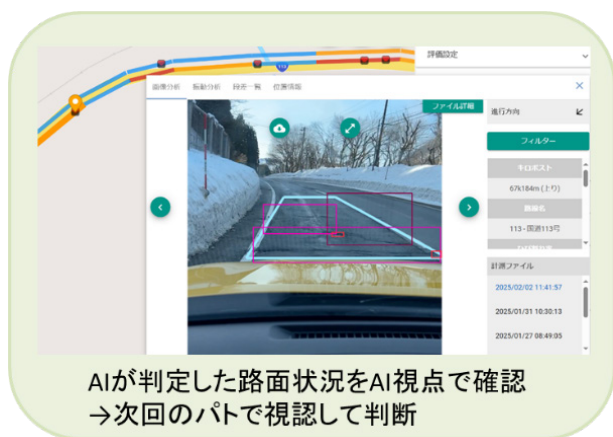 評価設定
113
画像分析 振動分析 段差一覧 位置情報
ファイル詳細
進行方向
フィルター
キロポスト
67k184m(上り)
路線名
113 - 国道113号
計測ファイル
2025/02/02 11:41:57
2025/01/31 10:30:13
2025/01/27 08:49:05
AIが判定した路面状況をAI視点で確認
→次回のパトで視認して判断